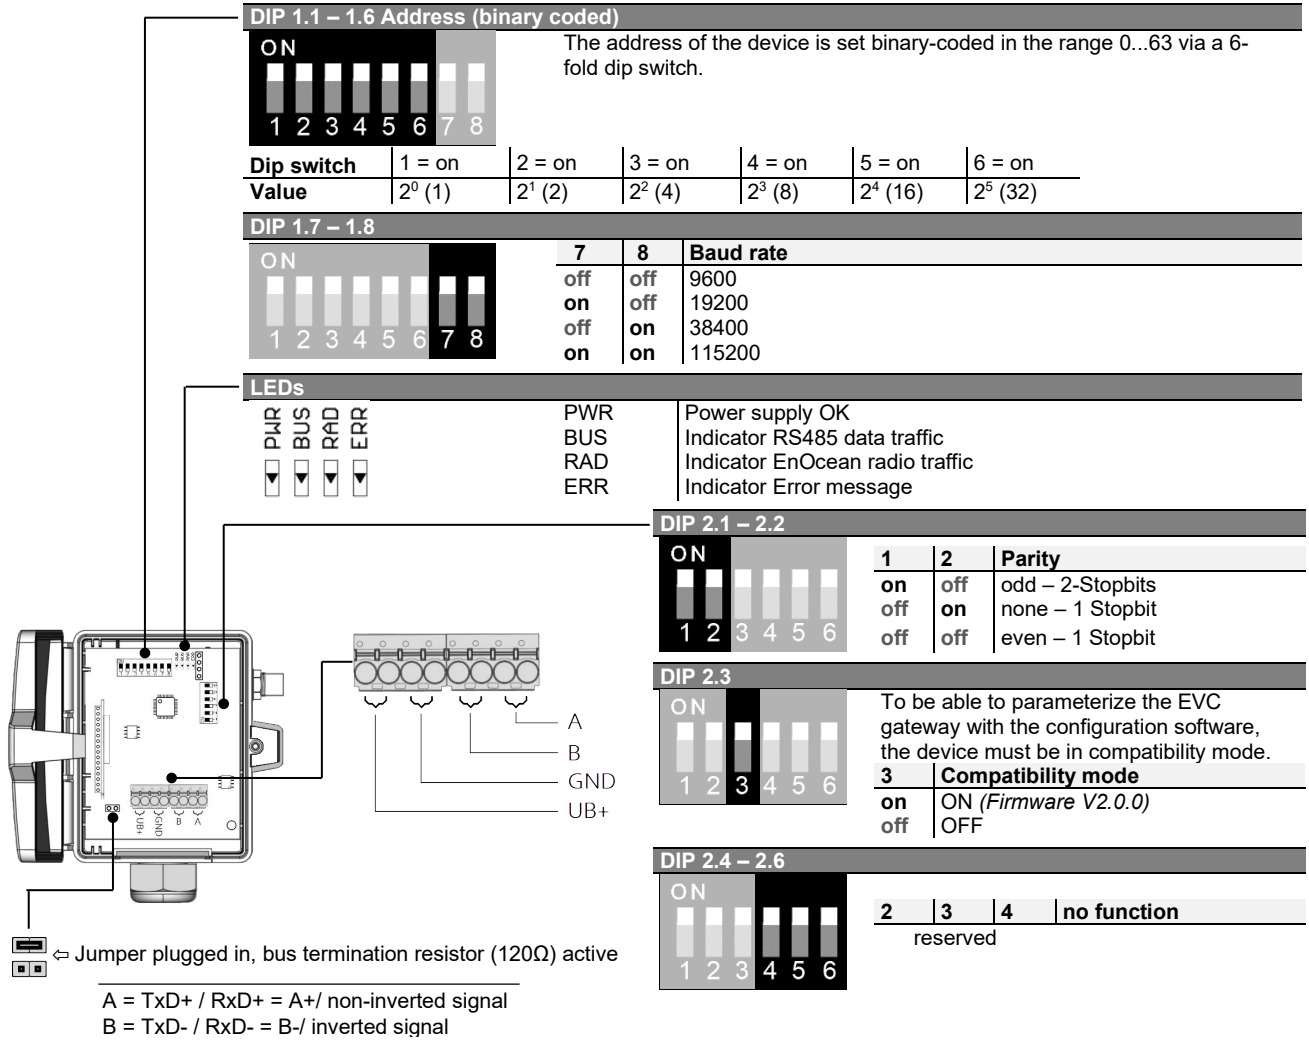 DIP 1.1 – 1.6 Address (binary coded)
ON
1 2 3 4 5 6 7 8
The address of the device is set binary-coded in the range 0...63 via a 6-
fold dip switch.
Dip switch 1 = on 2 = on 3 = on 4 = on 5 = on 6 = on
Value 2⁰ (1) 2¹ (2) 2² (4) 2³ (8) 2⁴ (16) 2⁵ (32)
DIP 1.7 – 1.8
ON
1 2 3 4 5 6 7 8
7 8 Baud rate
off off 9600
on off 19200
off on 38400
on on 115200
LEDs
PWR BUS RAD ERR
PWR Power supply OK
BUS Indicator RS485 data traffic
RAD Indicator EnOcean radio traffic
ERR Indicator Error message
DIP 2.1 – 2.2
ON
1 2 3 4 5 6
1 2 Parity
on off odd – 2-Stopbits
off on none – 1 Stopbit
off off even – 1 Stopbit
DIP 2.3
ON
1 2 3 4 5 6
To be able to parameterize the EVC
gateway with the configuration software,
the device must be in compatibility mode.
3 Compatibility mode
on ON (Firmware V2.0.0)
off OFF
DIP 2.4 – 2.6
ON
1 2 3 4 5 6
2 3 4 no function
reserved
A
B
GND
UB+
UB+ GND B A
⇦ Jumper plugged in, bus termination resistor (120Ω) active
A = TxD+ / RxD+ = A+/ non-inverted signal
B = TxD- / RxD- = B-/ inverted signal